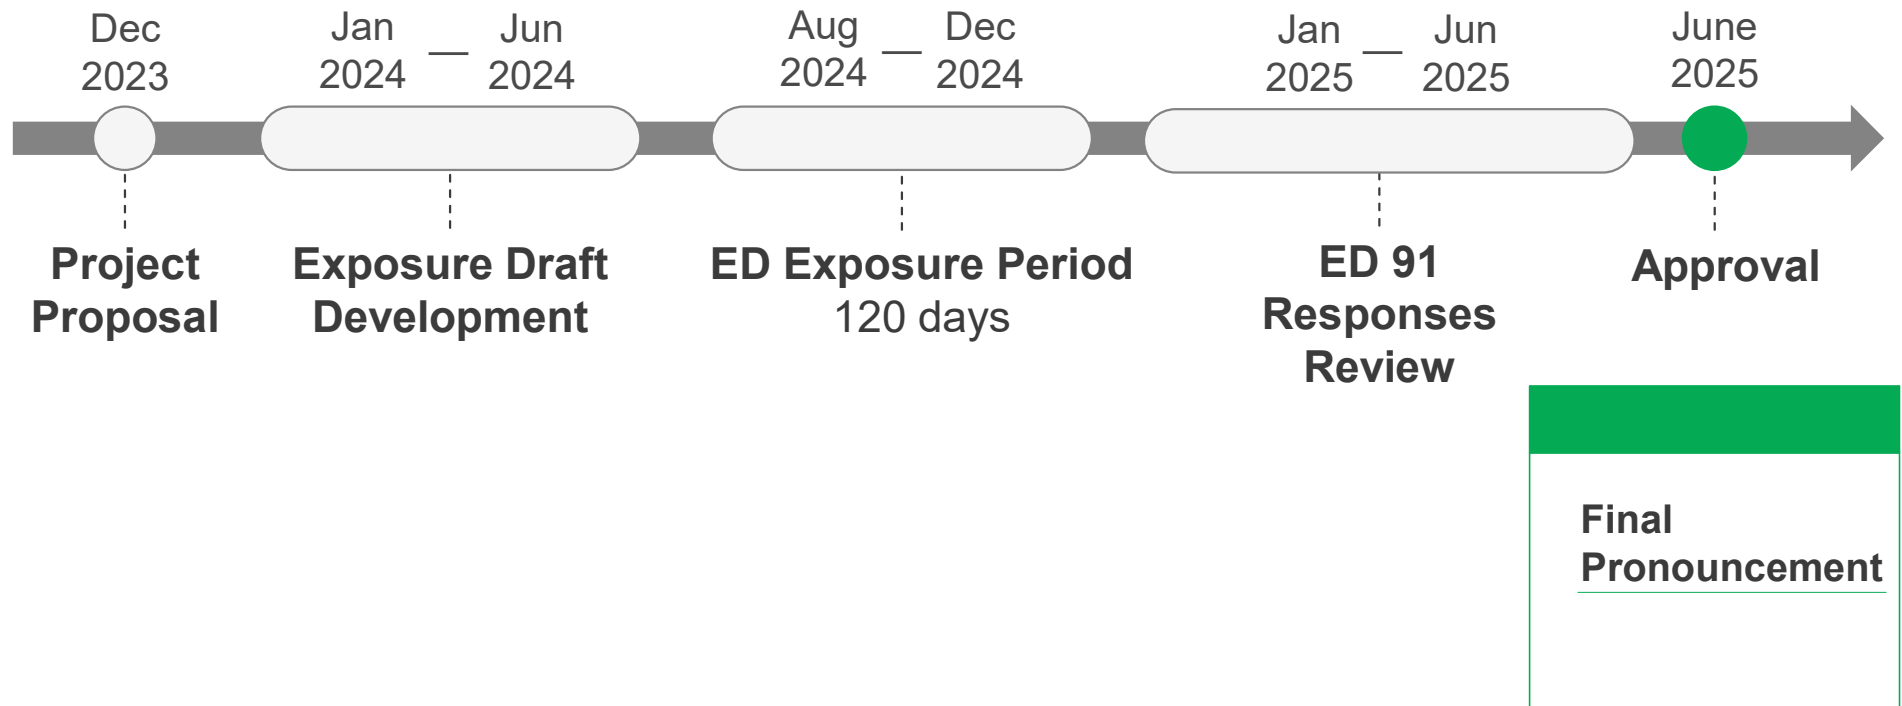 Dec
2023
Jan
2024
—
Jun
2024
Aug
2024
—
Dec
2024
Jan
2025
—
Jun
2025
June
2025
Project
Proposal
Exposure Draft
Development
ED Exposure Period
120 days
ED 91
Responses
Review
Approval
Final
Pronouncement